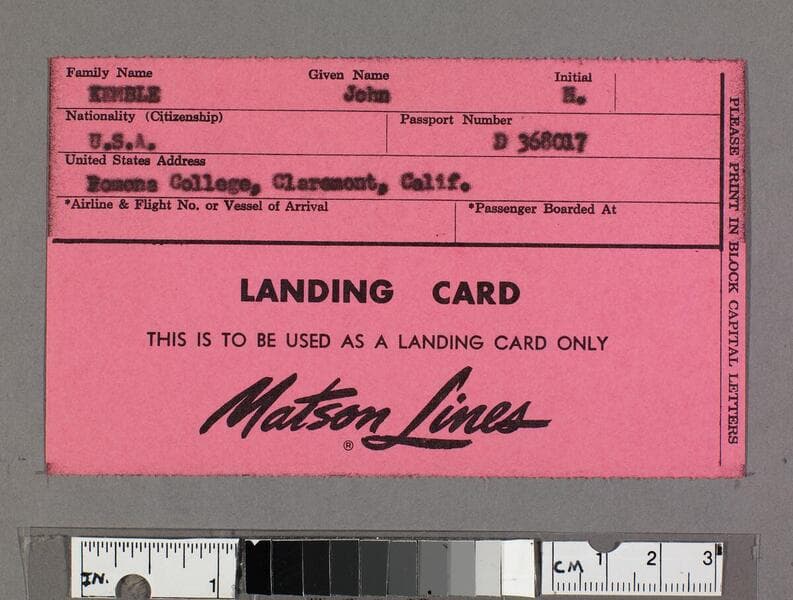 Family Name Given Name Initial
KEMBLE John H.
Nationality (Citizenship) Passport Number
U.S.A. D 368017
United States Address
Pomona College, Claremont, Calif.
*Airline & Flight No. or Vessel of Arrival *Passenger Boarded At
LANDING CARD
THIS IS TO BE USED AS A LANDING CARD ONLY
Matson Lines
®
PLEASE PRINT IN BLOCK CAPITAL LETTERS
IN. 1
CM 1 2 3